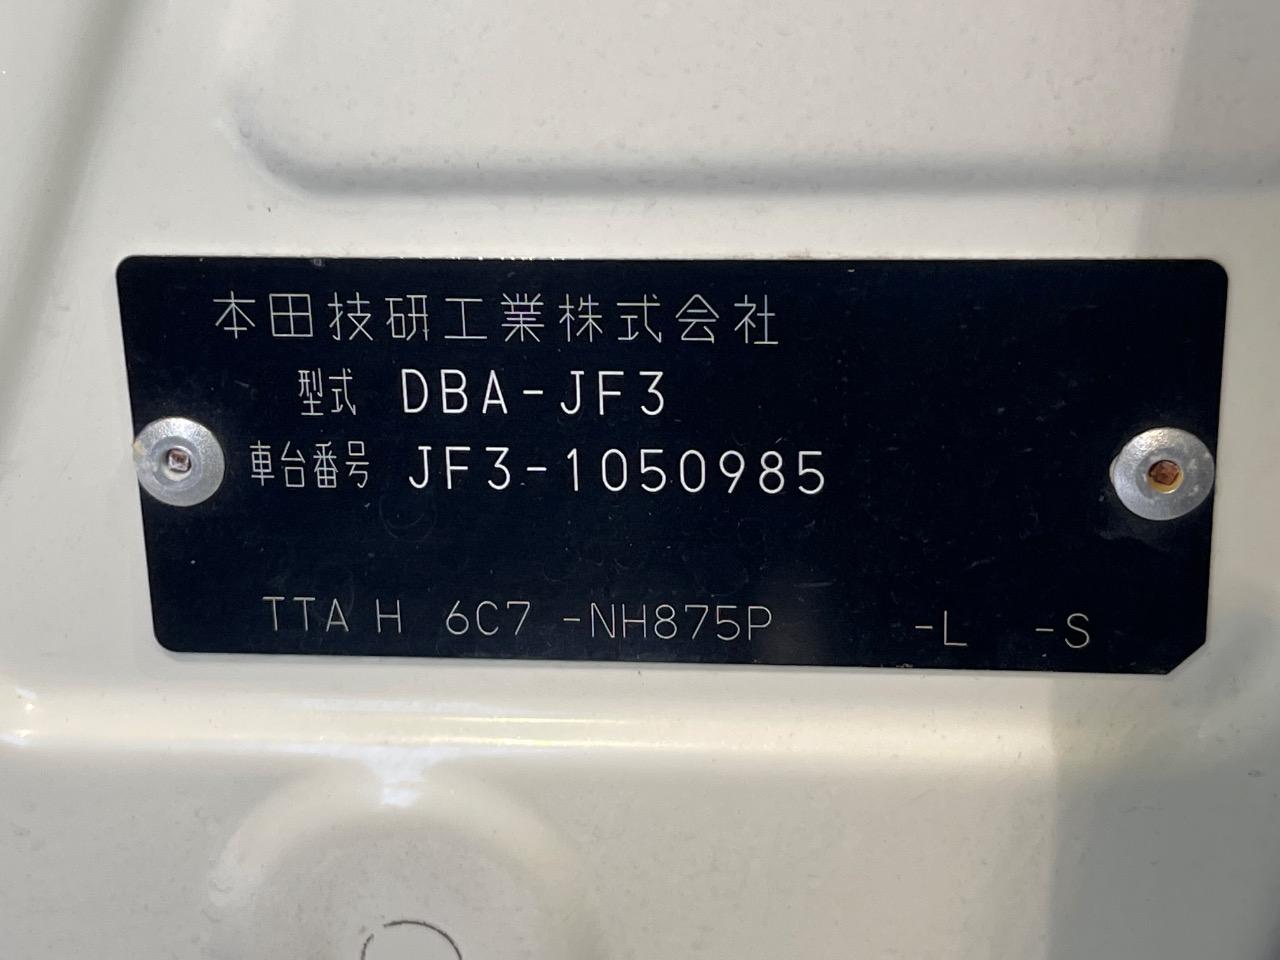 本田技研工業株式会社
型式 DBA-JF3
車台番号 JF3-1050985
TTA H 6C7 -NH875P -L -S